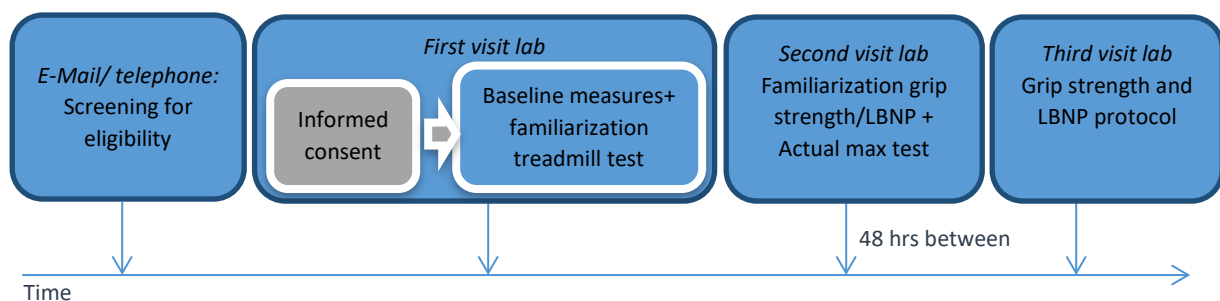 E-Mail/ telephone:
Screening for
eligibility
First visit lab
Informed
consent
Baseline measures+
familiarization
treadmill test
Second visit lab
Familiarization grip
strength/LBNP +
Actual max test
Third visit lab
Grip strength and
LBNP protocol
48 hrs between
Time